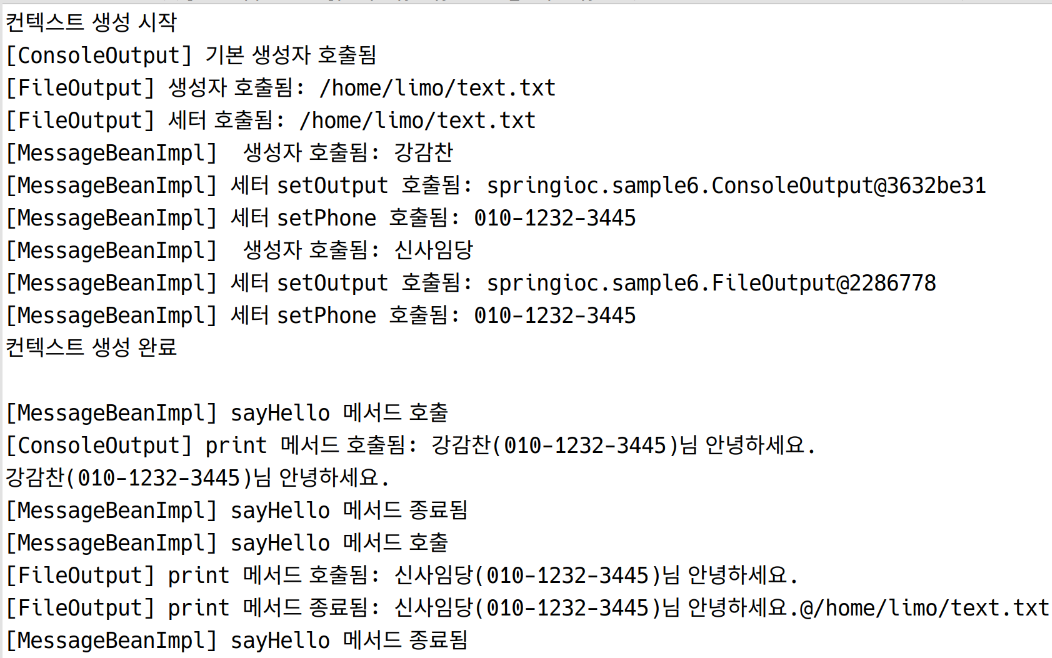 컨텍스트 생성 시작
[ConsoleOutput] 기본 생성자 호출됨
[FileOutput] 생성자 호출됨: /home/limo/text.txt
[FileOutput] 세터 호출됨: /home/limo/text.txt
[MessageBeanImpl]  생성자 호출됨: 강감찬
[MessageBeanImpl] 세터 setOutput 호출됨: springioc.sample6.ConsoleOutput@3632be31
[MessageBeanImpl] 세터 setPhone 호출됨: 010-1232-3445
[MessageBeanImpl]  생성자 호출됨: 신사임당
[MessageBeanImpl] 세터 setOutput 호출됨: springioc.sample6.FileOutput@2286778
[MessageBeanImpl] 세터 setPhone 호출됨: 010-1232-3445
컨텍스트 생성 완료
[MessageBeanImpl] sayHello 메서드 호출
[ConsoleOutput] print 메서드 호출됨: 강감찬(010-1232-3445)님 안녕하세요.
강감찬(010-1232-3445)님 안녕하세요.
[MessageBeanImpl] sayHello 메서드 종료됨
[MessageBeanImpl] sayHello 메서드 호출
[FileOutput] print 메서드 호출됨: 신사임당(010-1232-3445)님 안녕하세요.
[FileOutput] print 메서드 종료됨: 신사임당(010-1232-3445)님 안녕하세요.@/home/limo/text.txt
[MessageBeanImpl] sayHello 메서드 종료됨